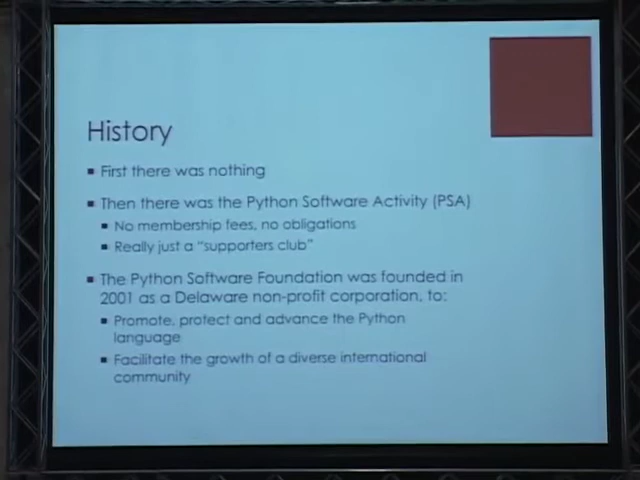 History
▪ First there was nothing
▪ Then there was the Python Software Activity (PSA)
▪ No membership fees, no obligations
▪ Really just a "supporters club"
▪ The Python Software Foundation was founded in
2001 as a Delaware non-profit corporation, to:
▪ Promote, protect and advance the Python
language
▪ Facilitate the growth of a diverse international
community